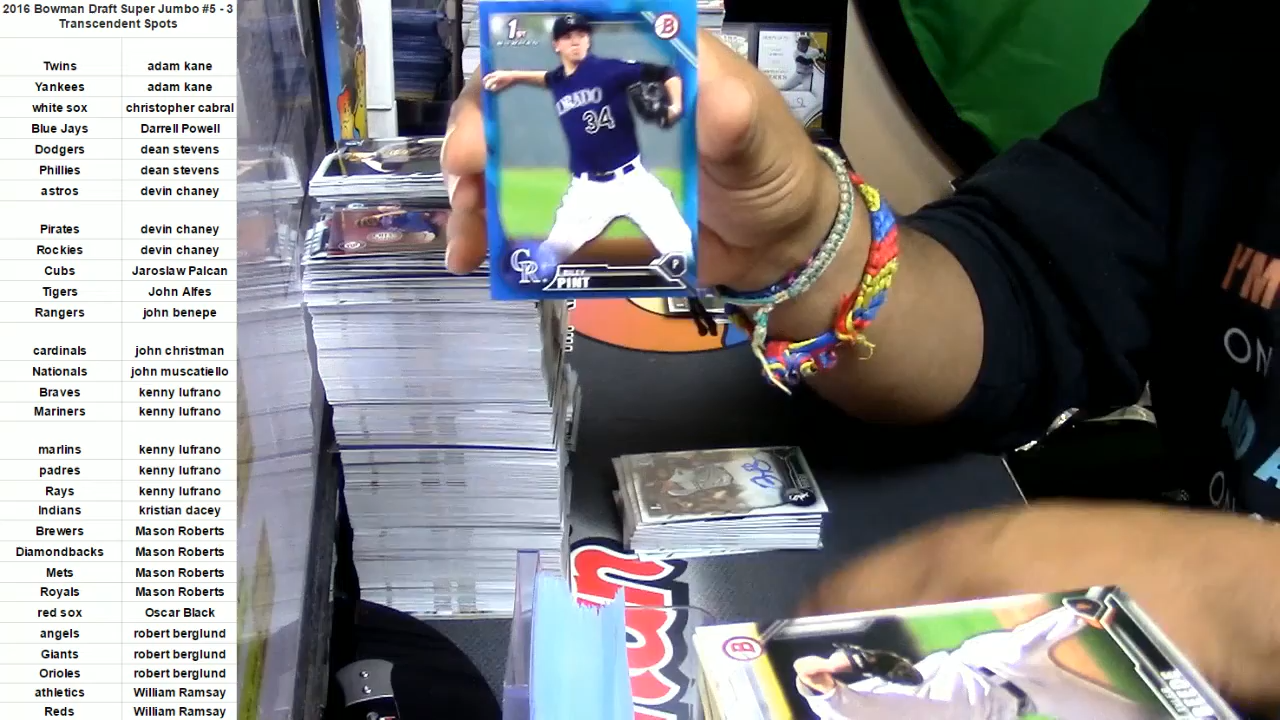 2016 Bowman Draft Super Jumbo #5 - 3
Transcendent Spots
Twins adam kane
Yankees adam kane
white sox christopher cabral
Blue Jays Darrell Powell
Dodgers dean stevens
Phillies dean stevens
astros devin chaney
Pirates devin chaney
Rockies devin chaney
Cubs Jaroslaw Palcan
Tigers John Alfes
Rangers john benepe
cardinals john christman
Nationals john muscatiello
Braves kenny lufrano
Mariners kenny lufrano
marlins kenny lufrano
padres kenny lufrano
Rays kenny lufrano
Indians kristian dacey
Brewers Mason Roberts
Diamondbacks Mason Roberts
Mets Mason Roberts
Royals Mason Roberts
red sox Oscar Black
angels robert berglund
Giants robert berglund
Orioles robert berglund
athletics William Ramsay
Reds William Ramsay
1ST
BOWMAN
B
34
CR
RILEY
PINT
P
I'M
ON
B